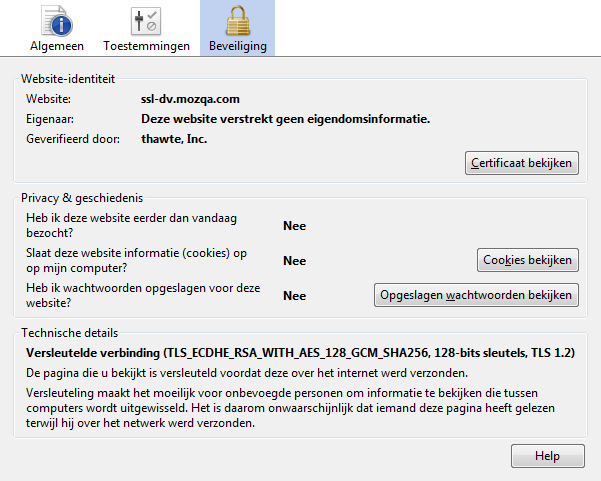 Algemeen
Toestemmingen
Beveiliging
Website-identiteit
Website: ssl-dv.mozqa.com
Eigenaar: Deze website verstrekt geen eigendomsinformatie.
Geverifieerd door: thawte, Inc.
Certificaat bekijken
Privacy & geschiedenis
Heb ik deze website eerder dan vandaag
bezocht?
Nee
Slaat deze website informatie (cookies) op
op mijn computer?
Nee
Cookies bekijken
Heb ik wachtwoorden opgeslagen voor deze
website?
Nee
Opgeslagen wachtwoorden bekijken
Technische details
Versleutelde verbinding (TLS_ECDHE_RSA_WITH_AES_128_GCM_SHA256, 128-bits sleutels, TLS 1.2)
De pagina die u bekijkt is versleuteld voordat deze over het internet werd verzonden.
Versleuteling maakt het moeilijk voor onbevoegde personen om informatie te bekijken die tussen
computers wordt uitgewisseld. Het is daarom onwaarschijnlijk dat iemand deze pagina heeft gelezen
terwijl hij over het netwerk werd verzonden.
Help